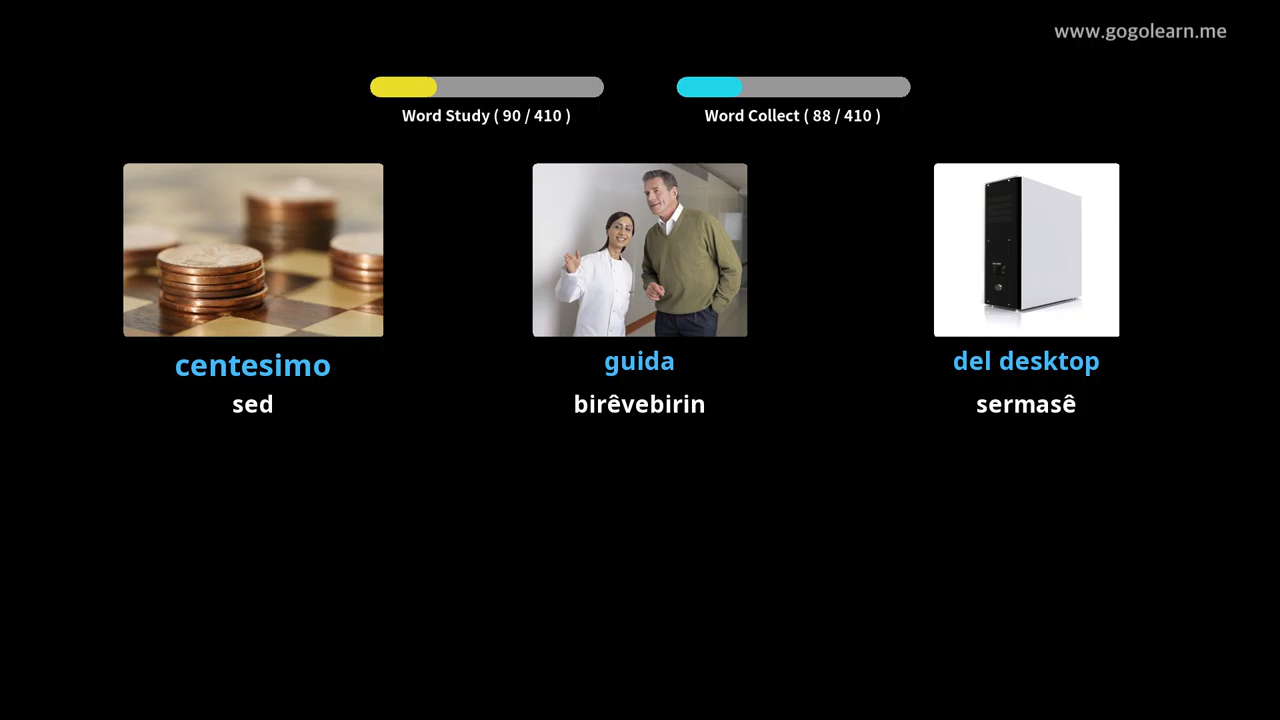 www.gogolearn.me
Word Study ( 90 / 410 )
Word Collect ( 88 / 410 )
centesimo
sed
guida
birêvebirin
del desktop
sermasê